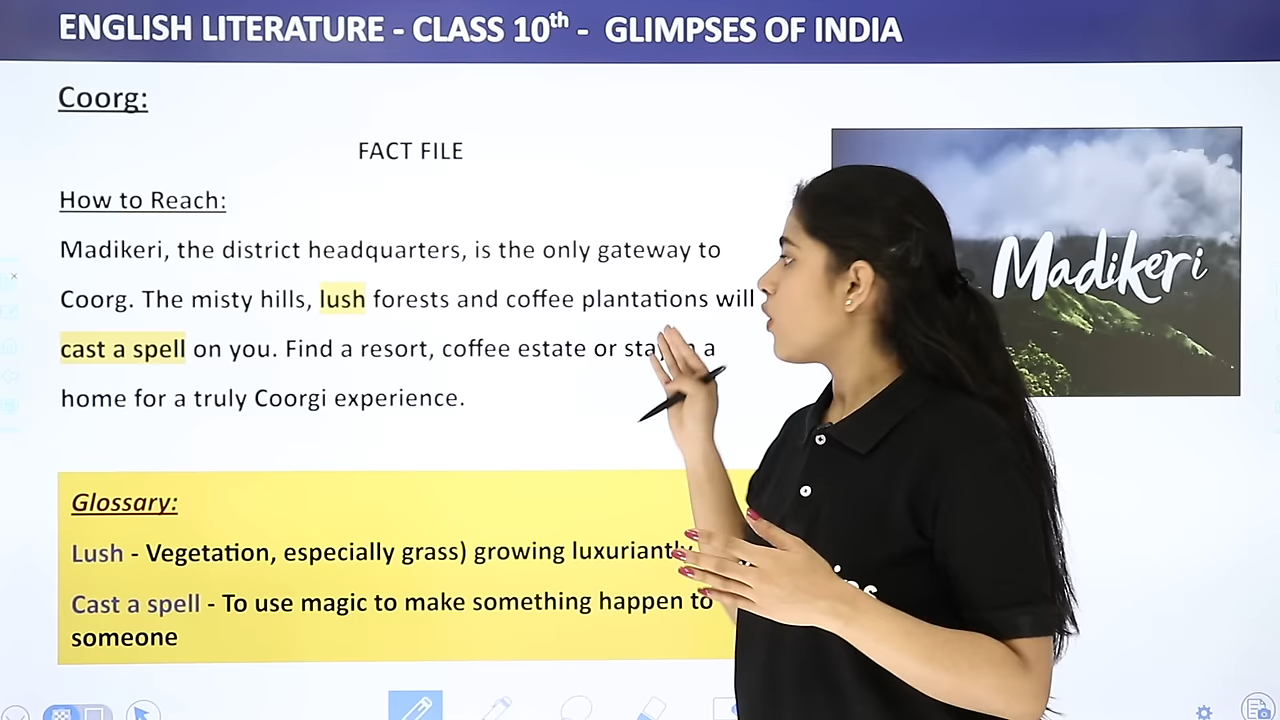 ENGLISH LITERATURE - CLASS 10th - GLIMPSES OF INDIA
Coorg:
FACT FILE
How to Reach:
Madikeri, the district headquarters, is the only gateway to
Coorg. The misty hills, lush forests and coffee plantations will
cast a spell on you. Find a resort, coffee estate or a
home for a truly Coorgi experience.
Madikeri
Glossary:
Lush - Vegetation, especially grass) growing luxuriantly
Cast a spell - To use magic to make something happen to
someone